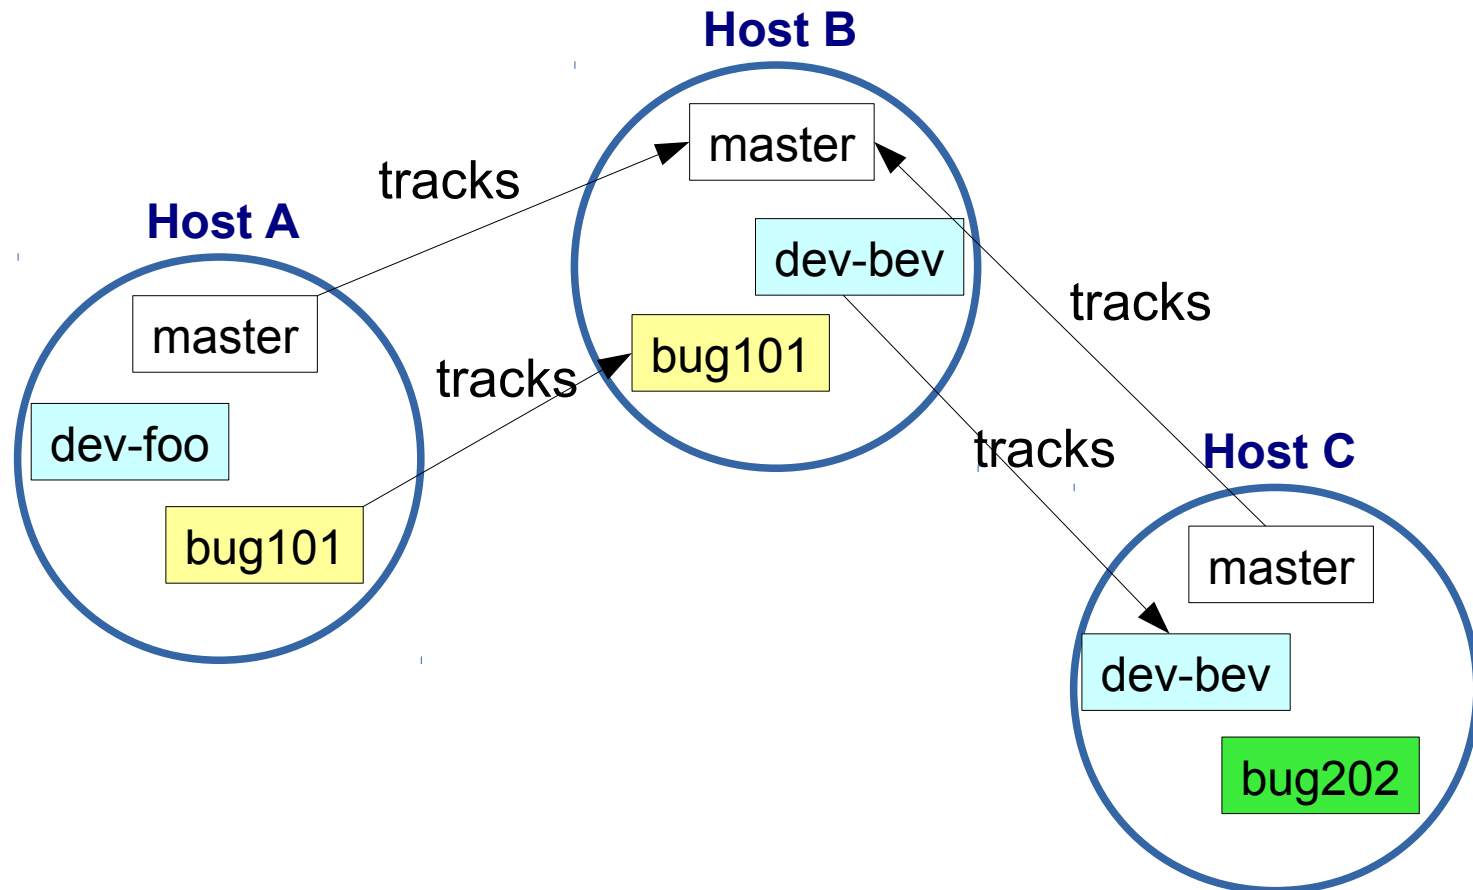 Host B
master
tracks
Host A
dev-bev
master
tracks
bug101
tracks
dev-foo
tracks
Host C
bug101
master
dev-bev
bug202